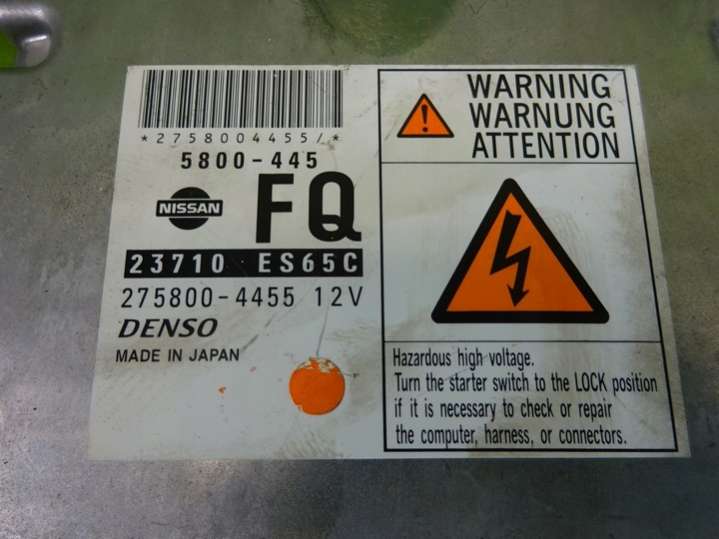 *2758004455/*
5800-445
NISSAN
FQ
23710 ES65C
275800-4455 12V
DENSO
MADE IN JAPAN
WARNING
WARNUNG
ATTENTION
Hazardous high voltage.
Turn the starter switch to the LOCK position
if it is necessary to check or repair
the computer, harness, or connectors.